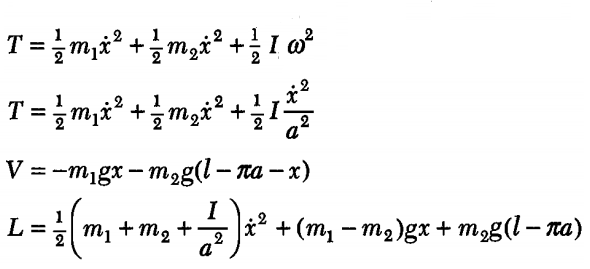 T = ½ m₁ẋ² + ½ m₂ẋ² + ½ I ω²
T = ½ m₁ẋ² + ½ m₂ẋ² + ½ I ẋ²/a²
V = –m₁gx – m₂g(l – πa – x)
L = ½(m₁ + m₂ + I/a²)ẋ² + (m₁ – m₂)gx + m₂g(l – πa)